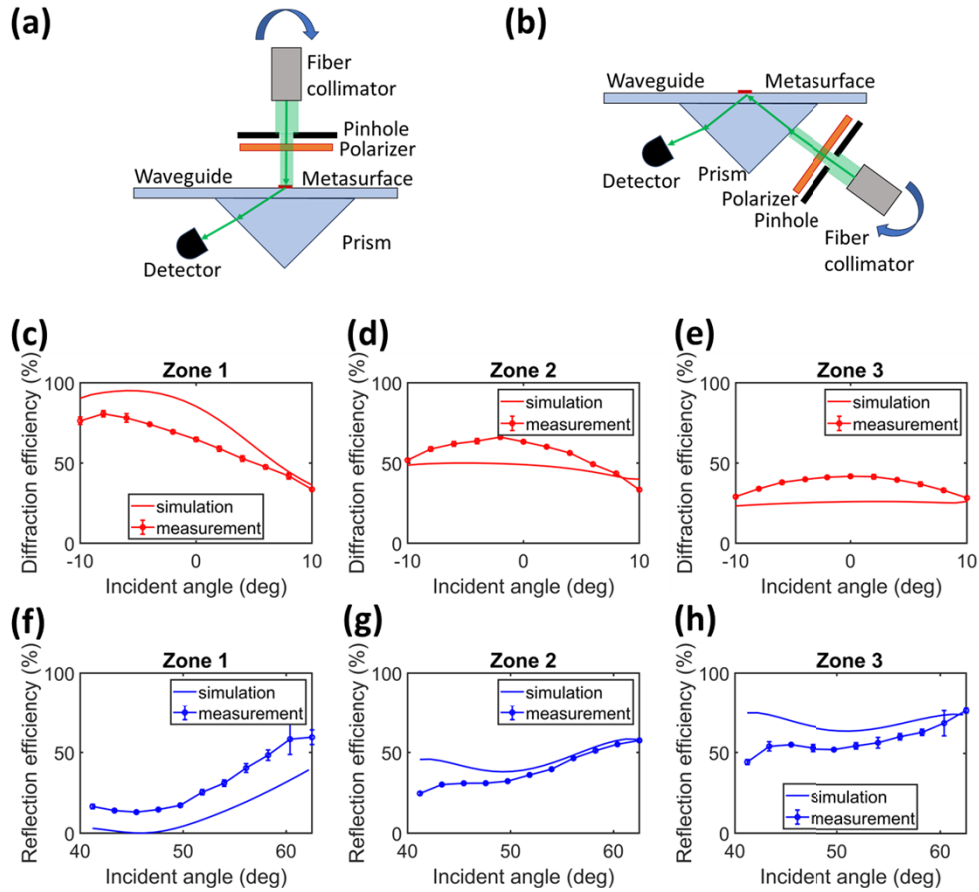 (a)
Fiber
collimator
Pinhole
Polarizer
Waveguide
Metasurface
Prism
Detector
(b)
Waveguide
Metasurface
Detector
Prism
Polarizer
Pinhole
Fiber
collimator
(c)
Zone 1
Diffraction efficiency (%)
100
50
0
simulation
measurement
-10
0
10
Incident angle (deg)
(d)
Zone 2
Diffraction efficiency (%)
100
50
0
simulation
measurement
-10
0
10
Incident angle (deg)
(e)
Zone 3
Diffraction efficiency (%)
100
50
0
simulation
measurement
-10
0
10
Incident angle (deg)
(f)
Zone 1
Reflection efficiency (%)
100
50
0
simulation
measurement
40
50
60
Incident angle (deg)
(g)
Zone 2
Reflection efficiency (%)
100
50
0
simulation
measurement
40
50
60
Incident angle (deg)
(h)
Zone 3
Reflection efficiency (%)
100
50
0
simulation
measurement
40
50
60
Incident angle (deg)